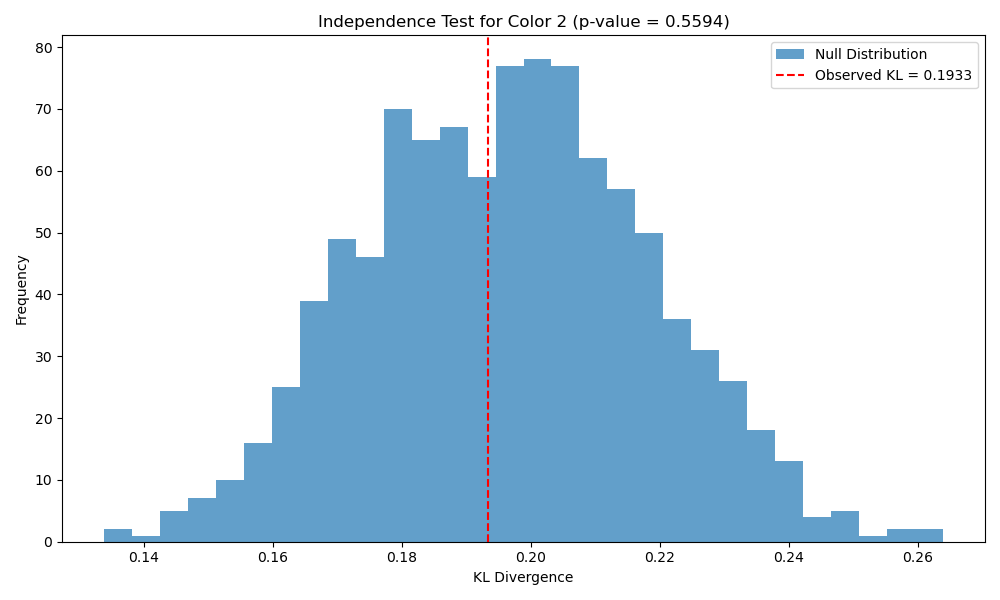 Independence Test for Color 2 (p-value = 0.5594)
Null Distribution
Observed KL = 0.1933
Frequency
80
70
60
50
40
30
20
10
0
0.14 0.16 0.18 0.20 0.22 0.24 0.26
KL Divergence